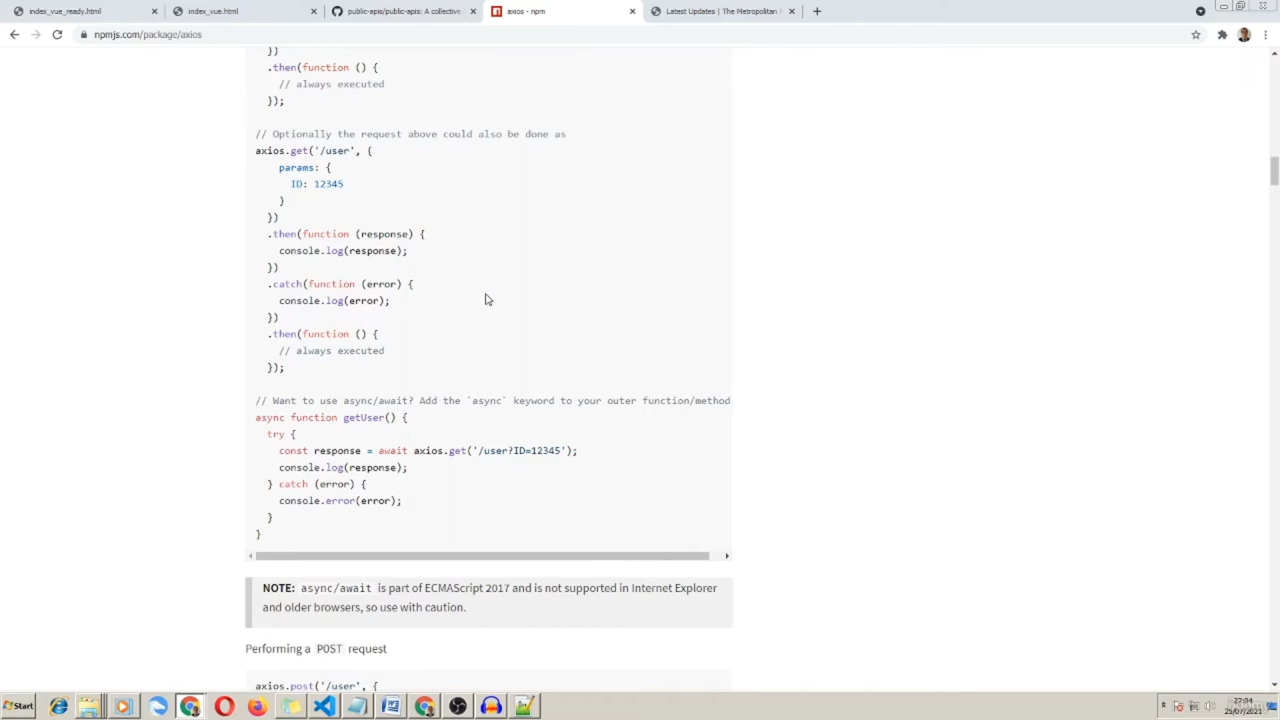 index_vue_ready.html
index_vue.html
public-apis/public-apis: A collective
axios - npm
Latest Updates | The Metropolitan
npmjs.com/package/axios
})
.then(function () {
// always executed
});
// Optionally the request above could also be done as
axios.get('/user', {
params: {
ID: 12345
}
})
.then(function (response) {
console.log(response);
})
.catch(function (error) {
console.log(error);
})
.then(function () {
// always executed
});
// Want to use async/await? Add the `async` keyword to your outer function/method
async function getUser() {
try {
const response = await axios.get('/user?ID=12345');
console.log(response);
} catch (error) {
console.error(error);
}
}
NOTE: async/await is part of ECMAScript 2017 and is not supported in Internet Explorer
and older browsers, so use with caution.
Performing a POST request
axios.post('/user', {
Start
22:04
25/07/2021